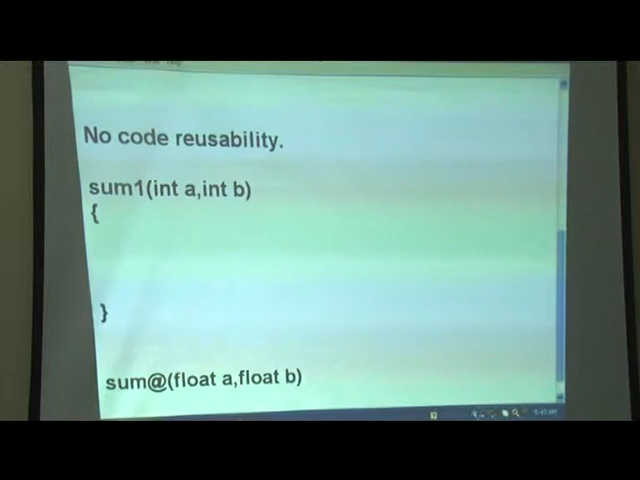 No code reusability.
sum1(int a,int b)
{
}
sum@(float a,float b)